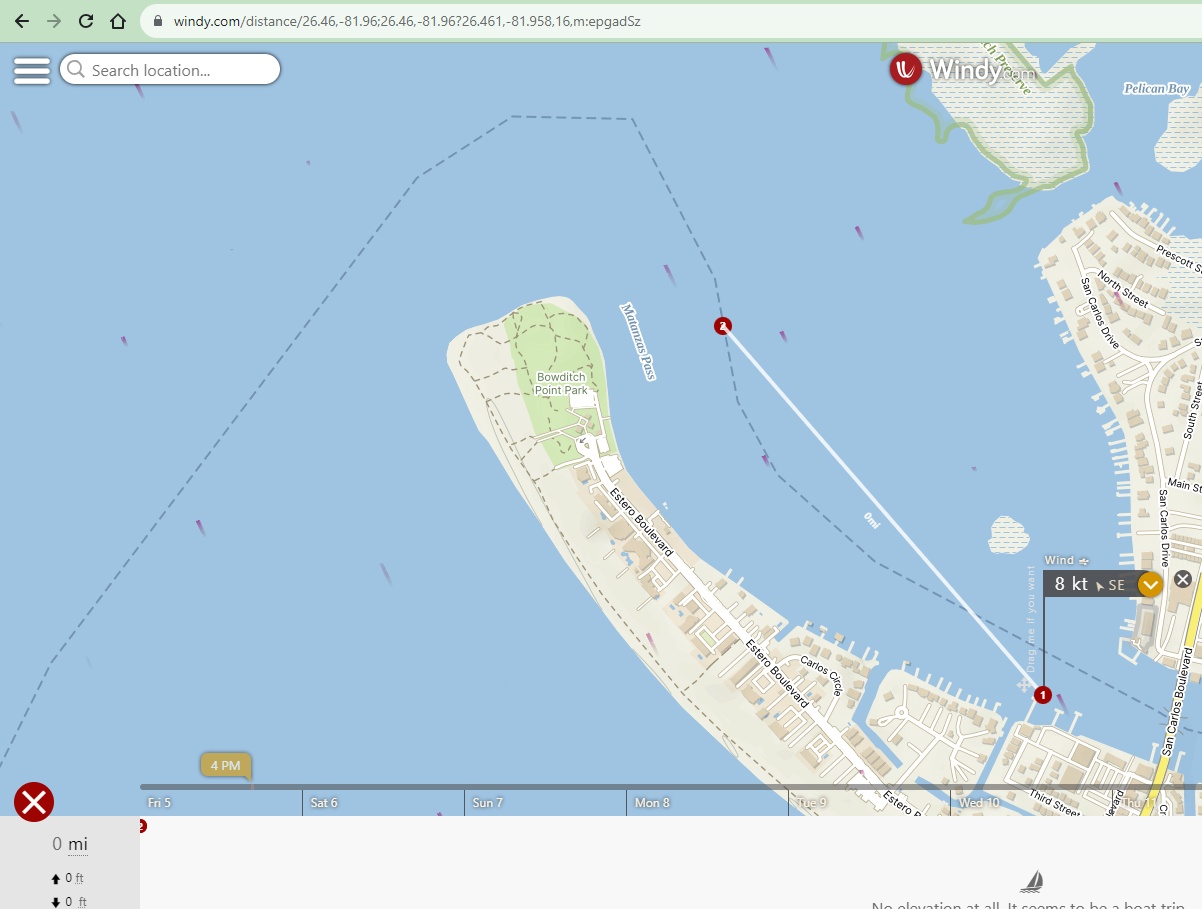 windy.com/distance/26.46,-81.96;26.46,-81.96?26.461,-81.958,16,m:epgadSz
Search location...
Windy.com
ch Preserve
Pelican Bay
Prescott S
North Street
San Carlos Drive
South Street
Matanzas Pass
2
Bowditch
Point Park
Main St
San Carlos Drive
Estero Boulevard
0mi
Wind
8 kt SE
Drag me if you want
1
Carlos Circle
Estero Boulevard
San Carlos Boulevard
Third Street
Estero B
4 PM
Fri 5
Sat 6
Sun 7
Mon 8
Tue 9
Wed 10
Thu 11
0 mi
0 ft
0 ft
No elevation at all. It seems to be a boat trip